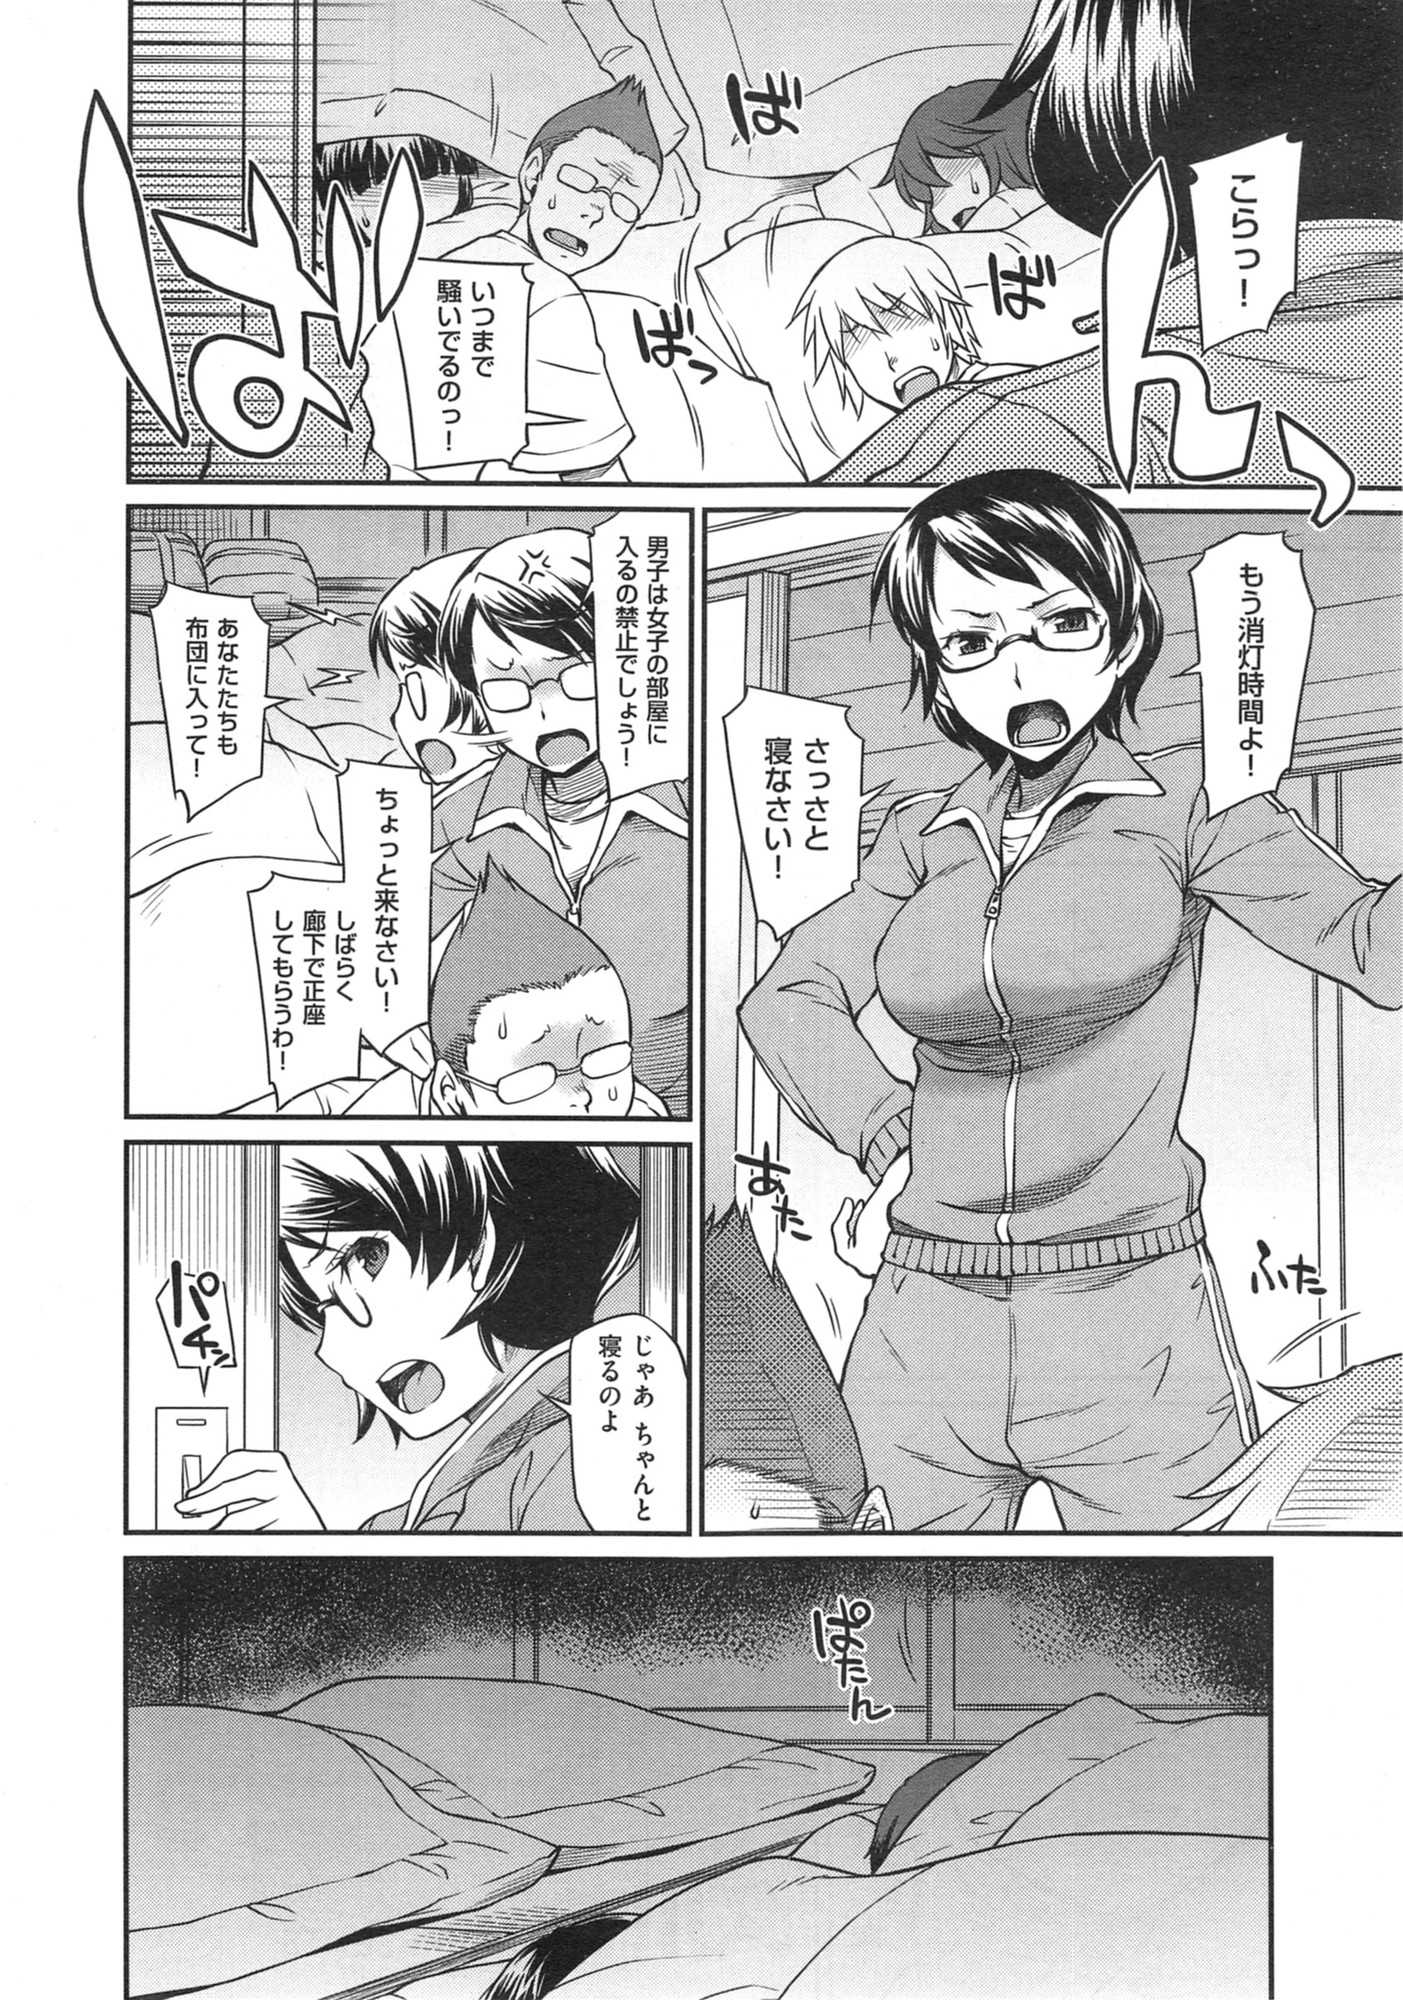 こらっ！
ばん、
ばっ
ばっ
ばっ
いつまで
騒いでるのっ！
もう消灯時間よ！
さっさと
寝なさい！
あたた
ふた
男子は女子の部屋に
入るの禁止でしょう！
あなたたちも
布団に入って！
ちょっと来なさい！
しばらく
廊下で正座
してもらうわ！
じゃあ ちゃんと
寝るのよ
パチッ
ぱたん